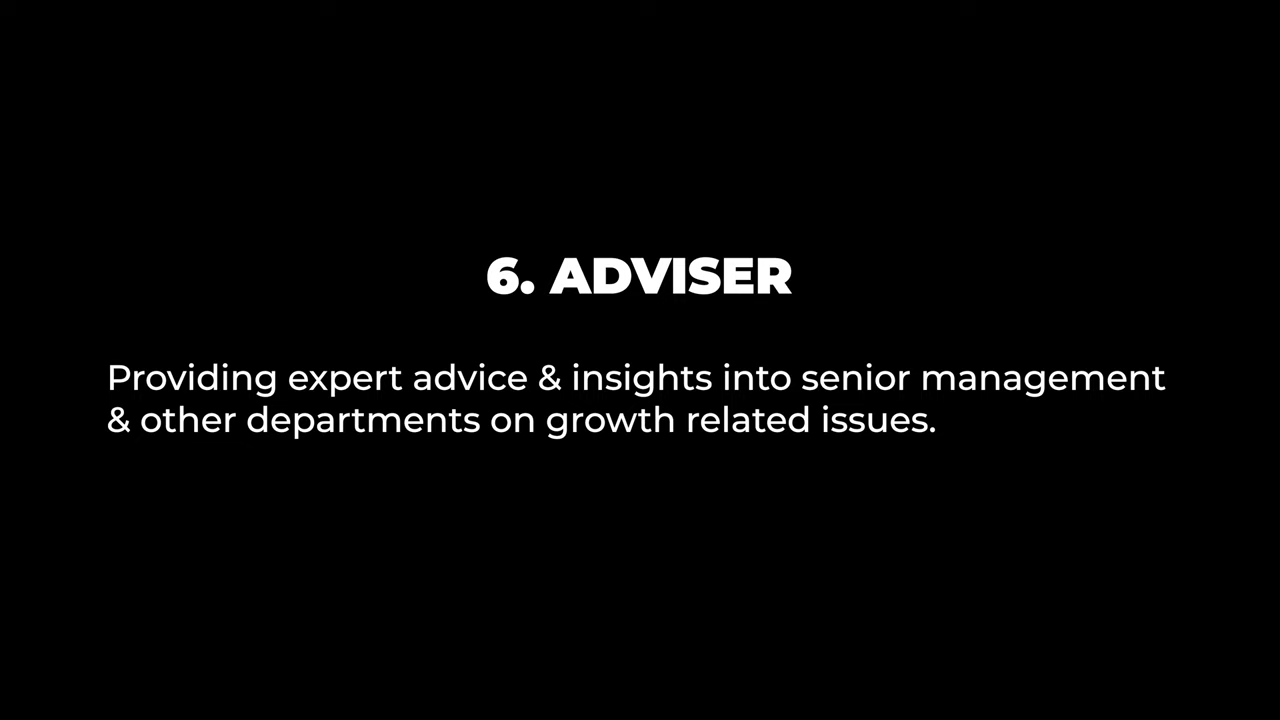 6. ADVISER
Providing expert advice & insights into senior management
& other departments on growth related issues.